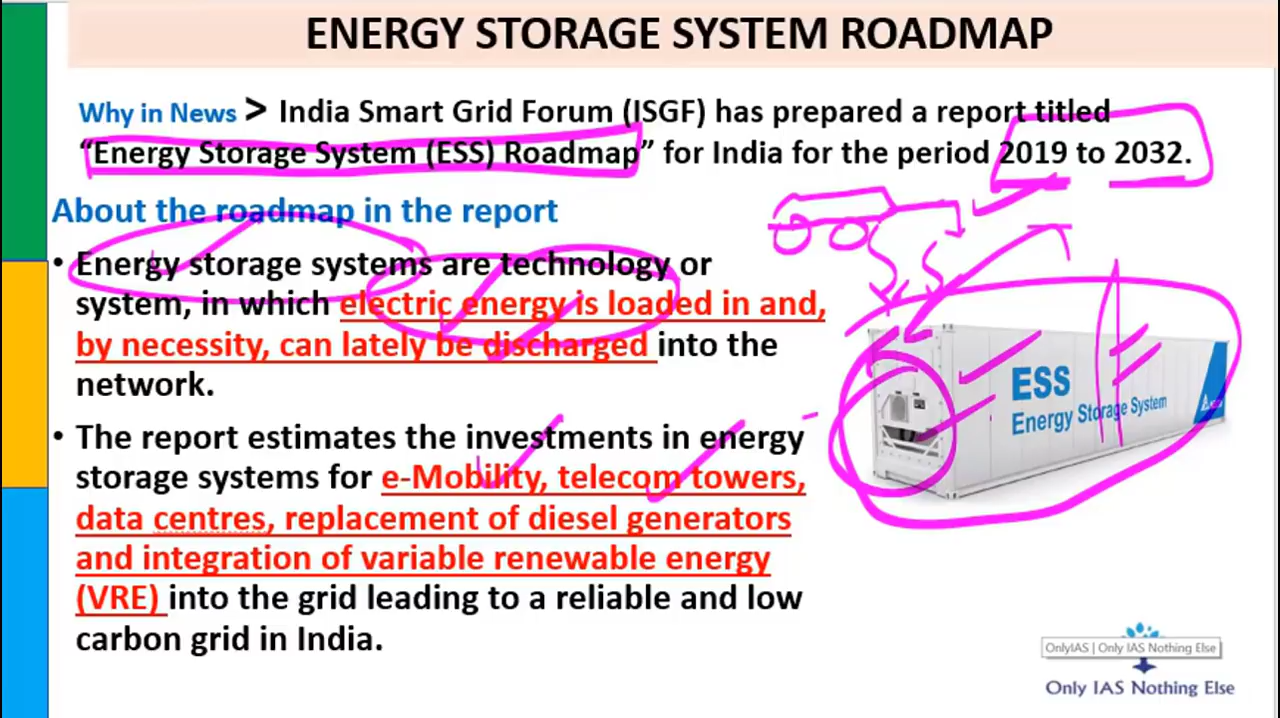 ENERGY STORAGE SYSTEM ROADMAP
Why in News > India Smart Grid Forum (ISGF) has prepared a report titled
“Energy Storage System (ESS) Roadmap” for India for the period 2019 to 2032.
About the roadmap in the report
• Energy storage systems are technology or
system, in which electric energy is loaded in and,
by necessity, can lately be discharged into the
network.
• The report estimates the investments in energy
storage systems for e-Mobility, telecom towers,
data centres, replacement of diesel generators
and integration of variable renewable energy
(VRE) into the grid leading to a reliable and low
carbon grid in India.
ESS
Energy Storage System
OnlyIAS | Only IAS Nothing Else
Only IAS Nothing Else